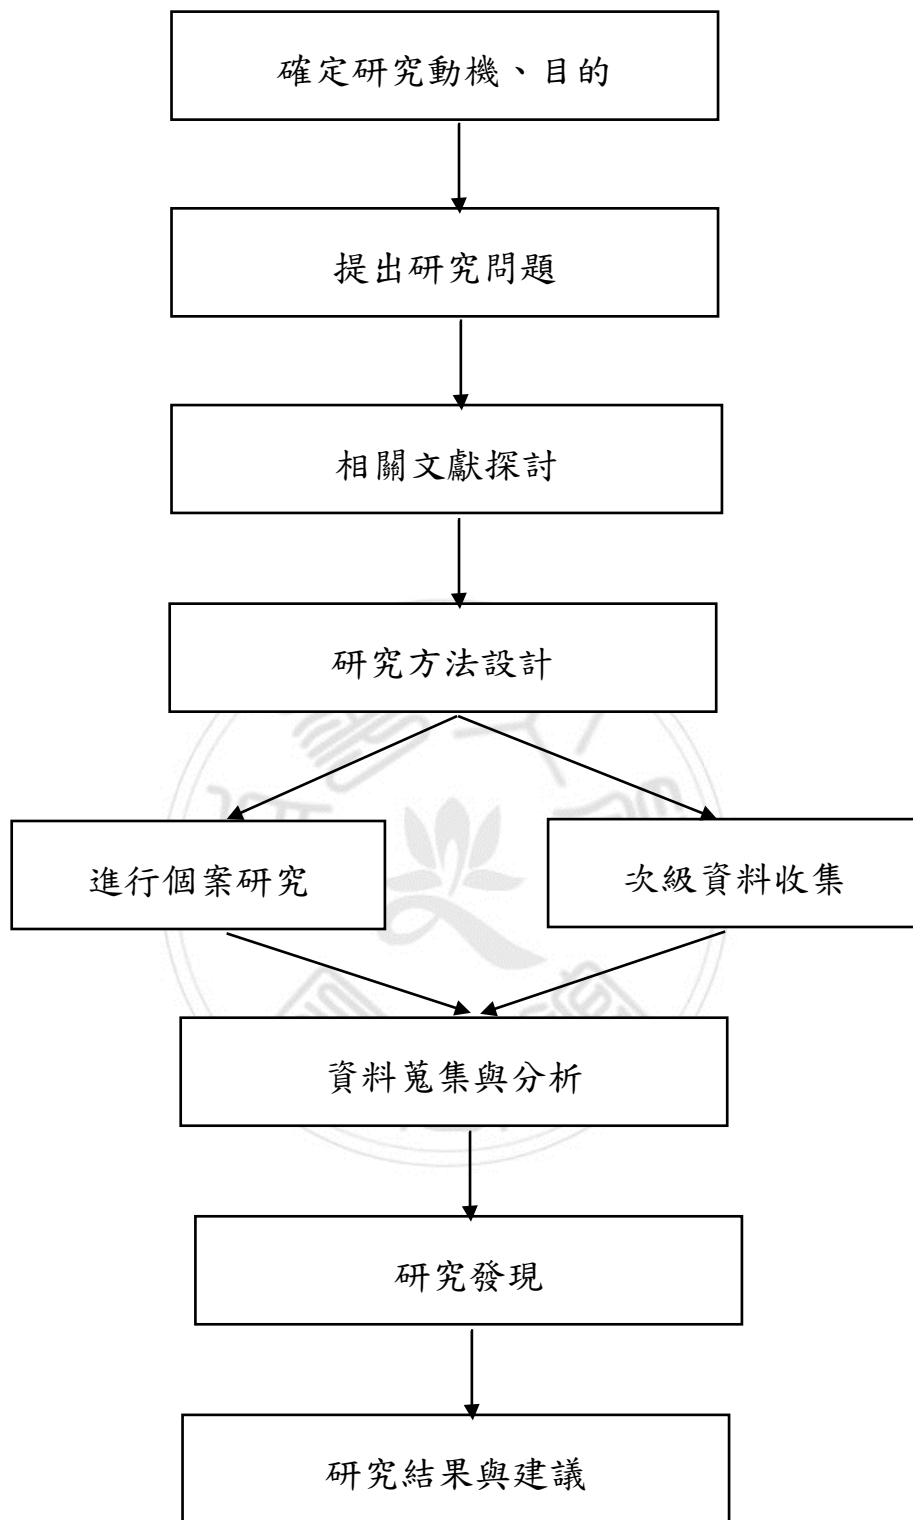 確定研究動機、目的
提出研究問題
相關文獻探討
研究方法設計
進行個案研究
次級資料收集
資料蒐集與分析
研究發現
研究結果與建議